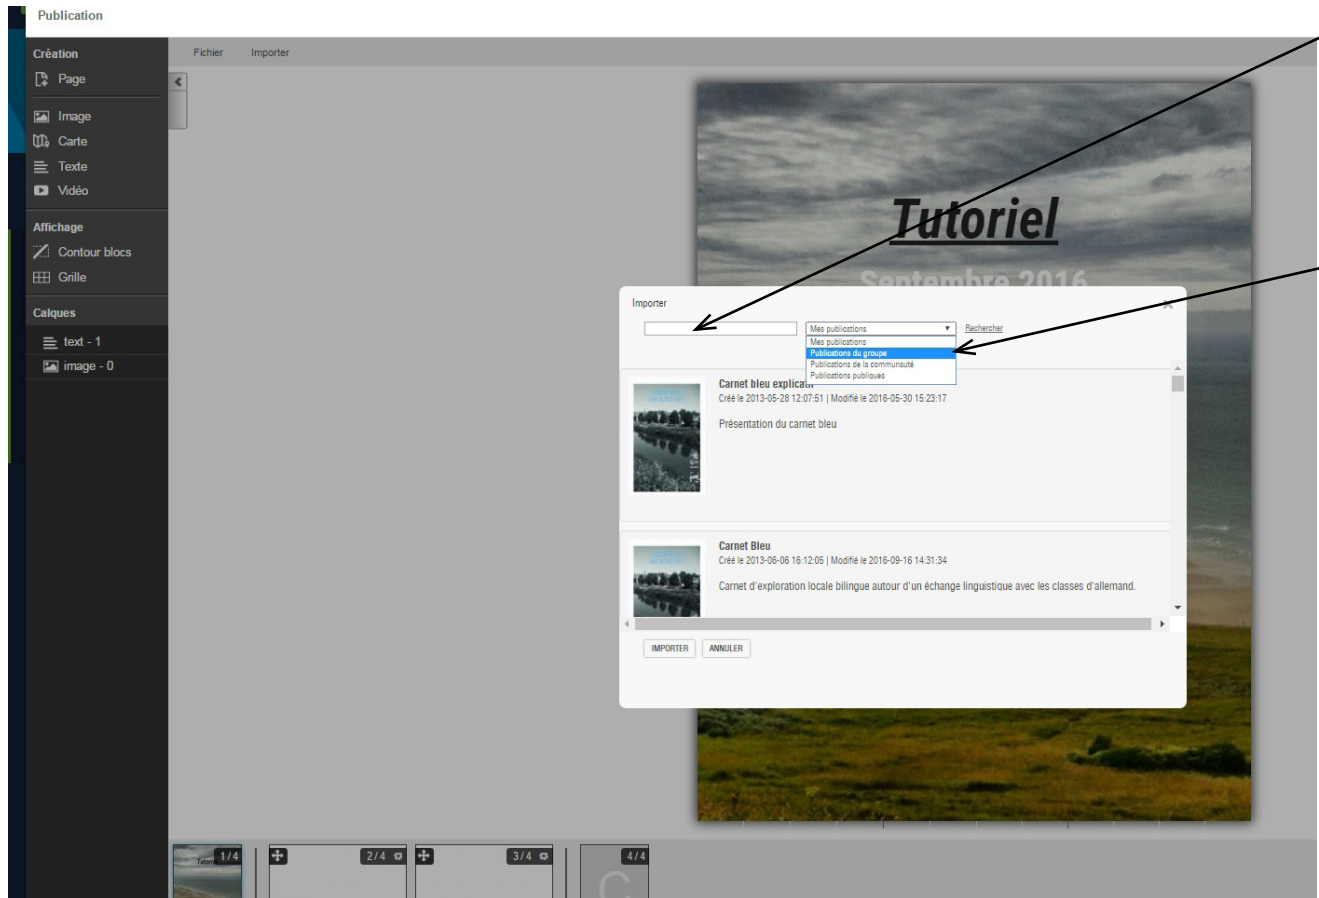 Publication
Création
Page
Image
Carte
Texte
Vidéo
Affichage
Contour blocs
Grille
Calques
text - 1
image - 0
Fichier Importer
Tutoriel
Septembre 2016
Importer
Mes publications Rechercher
Mes publications
Publications du groupe
Publications de la communauté
Publications publiques
Carnet bleu explicatif
Créé le 2013-05-28 12:07:51 | Modifié le 2016-05-30 15:23:17
Présentation du carnet bleu
Carnet Bleu
Créé le 2013-06-06 16:12:05 | Modifié le 2016-09-16 14:31:34
Carnet d'exploration locale bilingue autour d'un échange linguistique avec les classes d'allemand.
IMPORTER ANNULER
1/4 2/4 3/4 4/4
Tutoriel
C